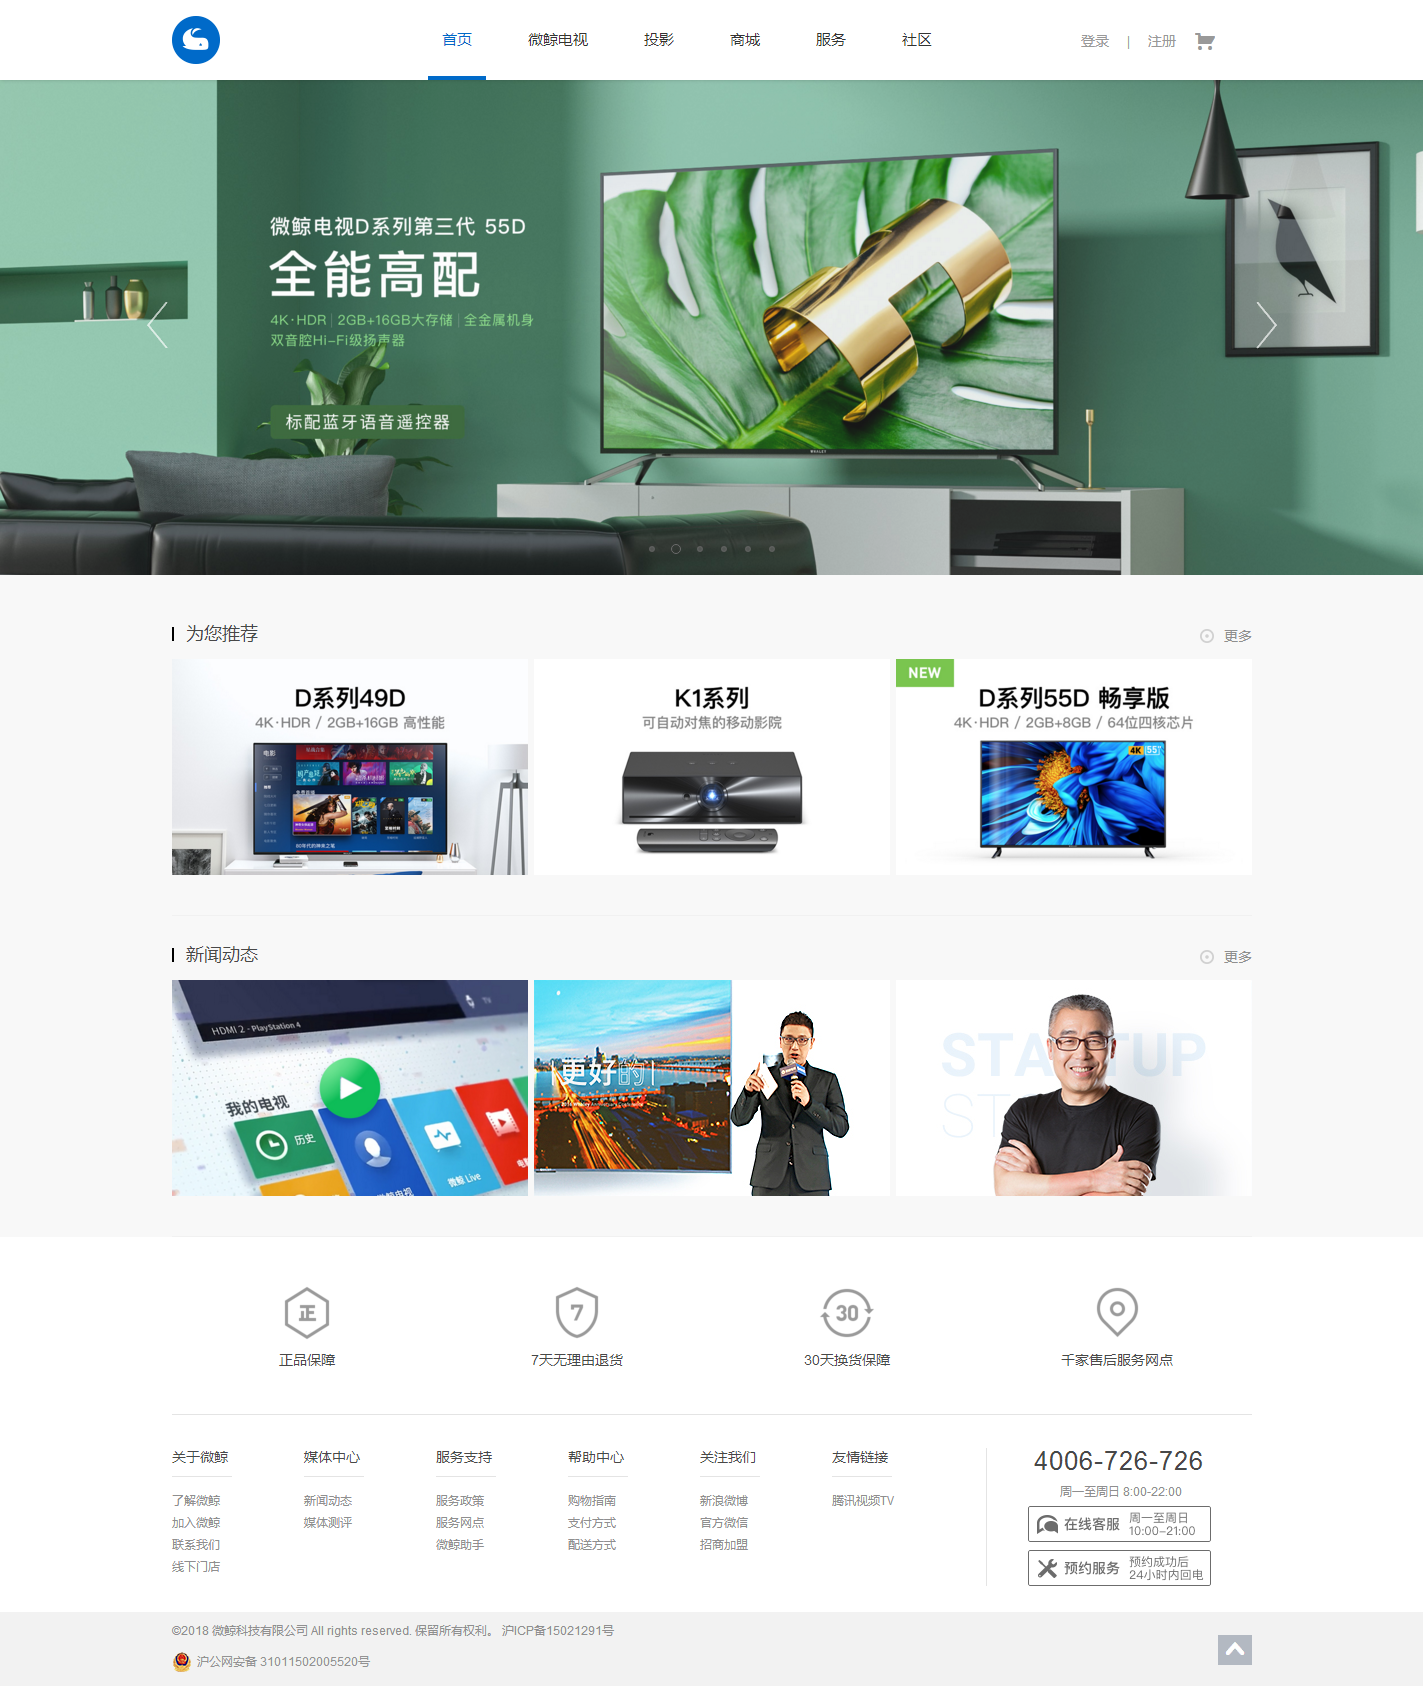 首页
微鲸电视
投影
商城
服务
社区
登录 | 注册
微鲸电视D系列第三代 55D
全能高配
4K·HDR | 2GB+16GB大存储 | 全金属机身
双音腔Hi-Fi级扬声器
标配蓝牙语音遥控器
WHALEY
为您推荐
更多
D系列49D
4K·HDR / 2GB+16GB 高性能
电影
K1系列
可自动对焦的移动影院
NEW
D系列55D 畅享版
4K·HDR / 2GB+8GB / 64位四核芯片
4K 55"
新闻动态
更多
TV
HDMI 2 - PlayStation 4
我的电视
历史
微鲸 Live
微鲸电视
更好的
正
正品保障
7
7天无理由退货
30
30天换货保障
千家售后服务网点
关于微鲸
了解微鲸
加入微鲸
联系我们
线下门店
媒体中心
新闻动态
媒体测评
服务支持
服务政策
服务网点
微鲸助手
帮助中心
购物指南
支付方式
配送方式
关注我们
新浪微博
官方微信
招商加盟
友情链接
腾讯视频TV
4006-726-726
周一至周日 8:00-22:00
在线客服 周一至周日
10:00-21:00
预约服务 预约成功后
24小时内回电
©2018 微鲸科技有限公司 All rights reserved. 保留所有权利。 沪ICP备15021291号
沪公网安备 31011502005520号